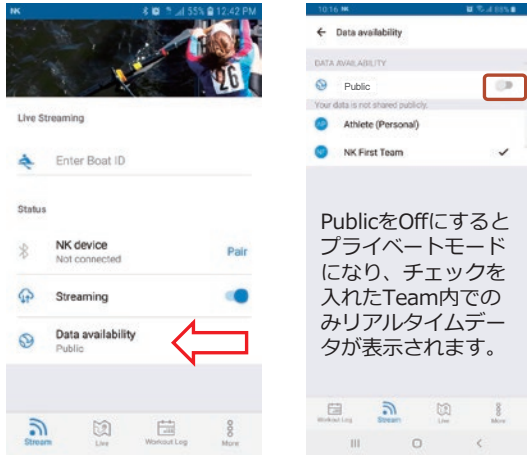 NK
55% 12:42 PM
26
Live Streaming
Enter Boat ID
Status
NK device
Not connected
Pair
Streaming
Data availability
Public
Stream
Live
Workout Log
More
10:16 NK
88%
Data availability
DATA AVAILABILITY
Public
Your data is not shared publicly.
Athlete (Personal)
NK First Team
PublicをOffにすると
プライベートモード
になり、チェックを
入れたTeam内での
みリアルタイムデー
タが表示されます。
Workout Log
Stream
Live
More